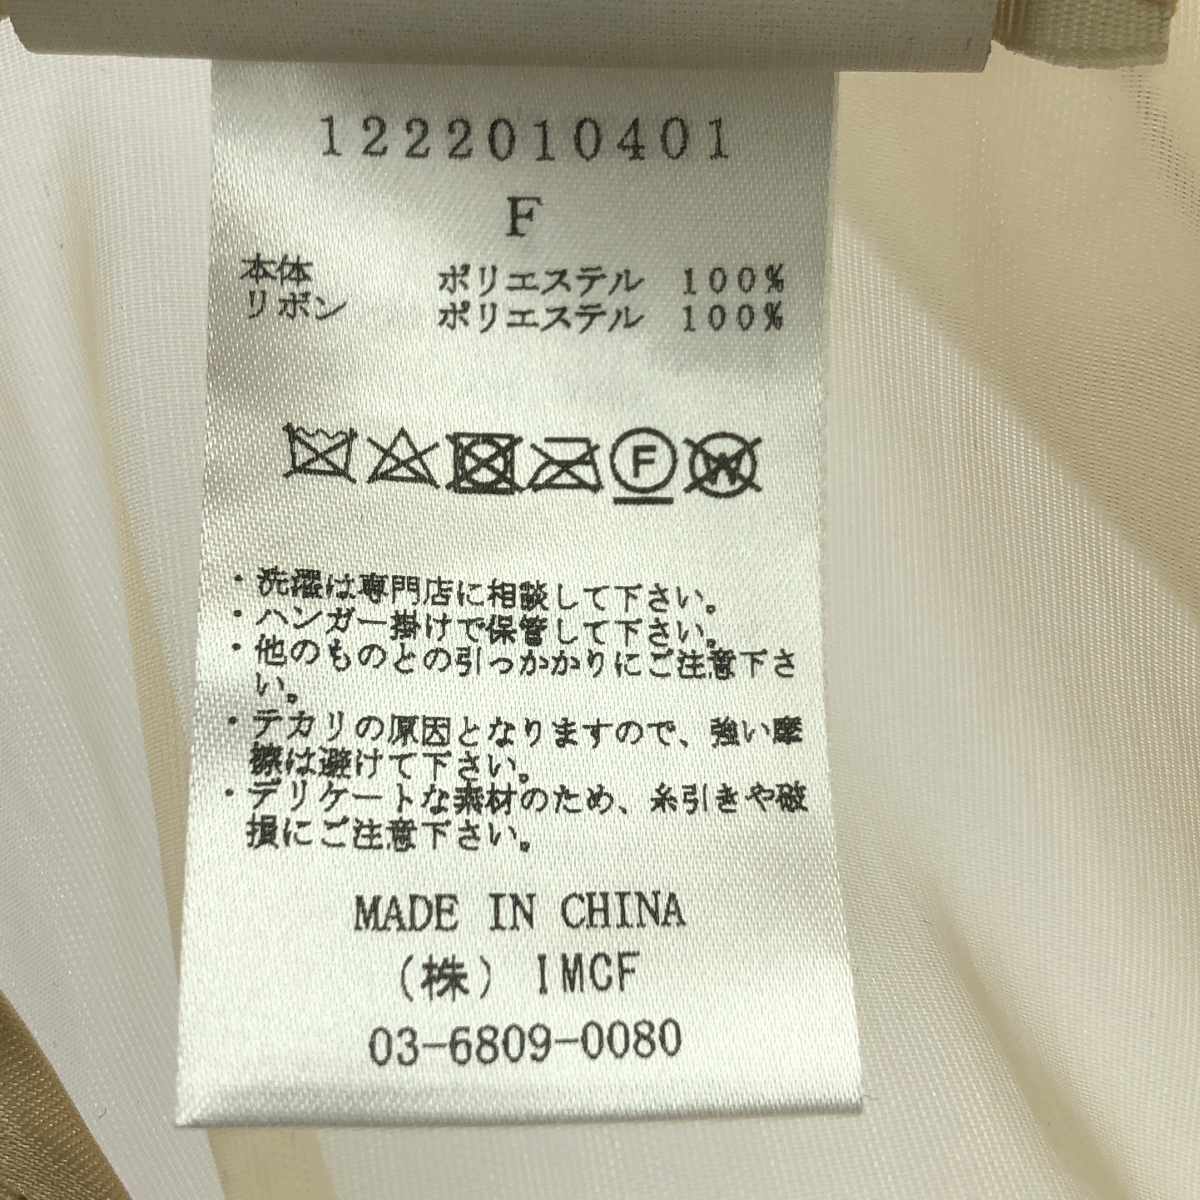 1222010401
F
本体 ポリエステル 100%
リボン ポリエステル 100%
F
W
・洗濯は専門店に相談して下さい。
・ハンガー掛けで保管して下さい。
・他のものとの引っかかりにご注意下さ
い。
・テカリの原因となりますので、強い摩
擦は避けて下さい。
・デリケートな素材のため、糸引きや破
損にご注意下さい。
MADE IN CHINA
(株) IMCF
03-6809-0080